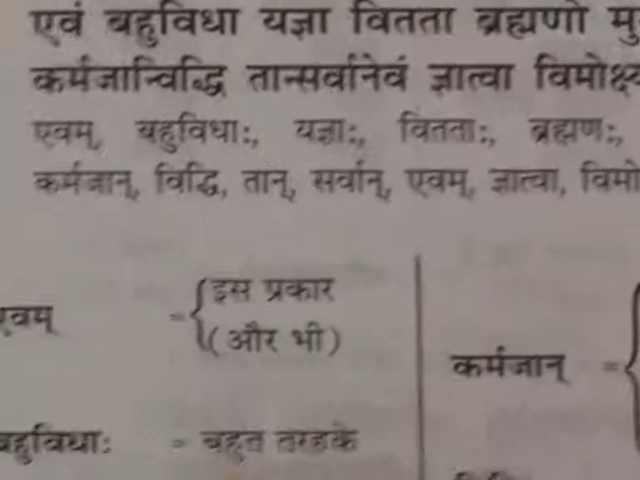 एवं बहुविधा यज्ञा वितता ब्रह्मणो मु
कर्मजान्विद्धि तान्सर्वानेवं ज्ञात्वा विमोक्ष्य
एवम्, बहुविधाः, यज्ञाः, वितताः, ब्रह्मणः,
कर्मजान्, विद्धि, तान्, सर्वान्, एवम्, ज्ञात्वा, विमो
एवम् = { इस प्रकार
(और भी)
बहुविधाः = बहुत तरहके
कर्मजान् = {